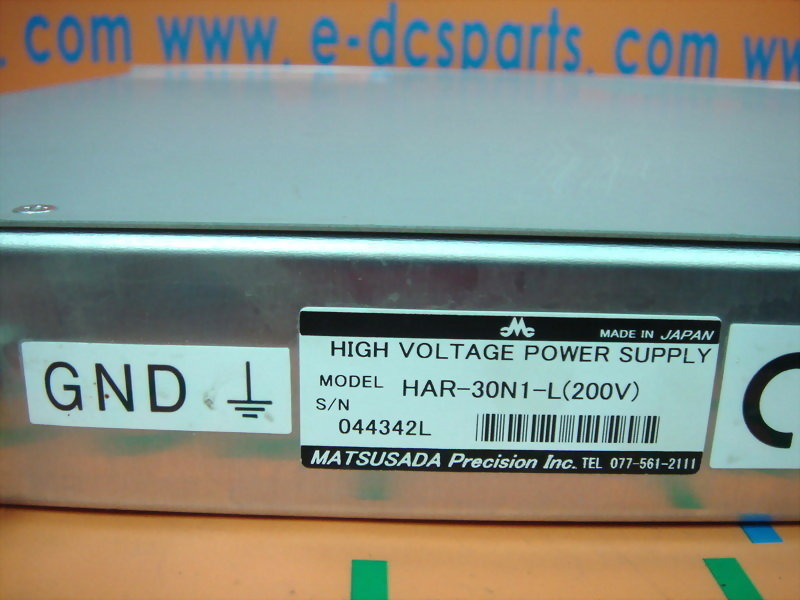 .com www.e-dcsparts.com w
GND
MADE IN JAPAN
HIGH VOLTAGE POWER SUPPLY
MODEL HAR-30N1-L(200V)
S/N
044342L
MATSUSADA Precision Inc. TEL 077-561-2111